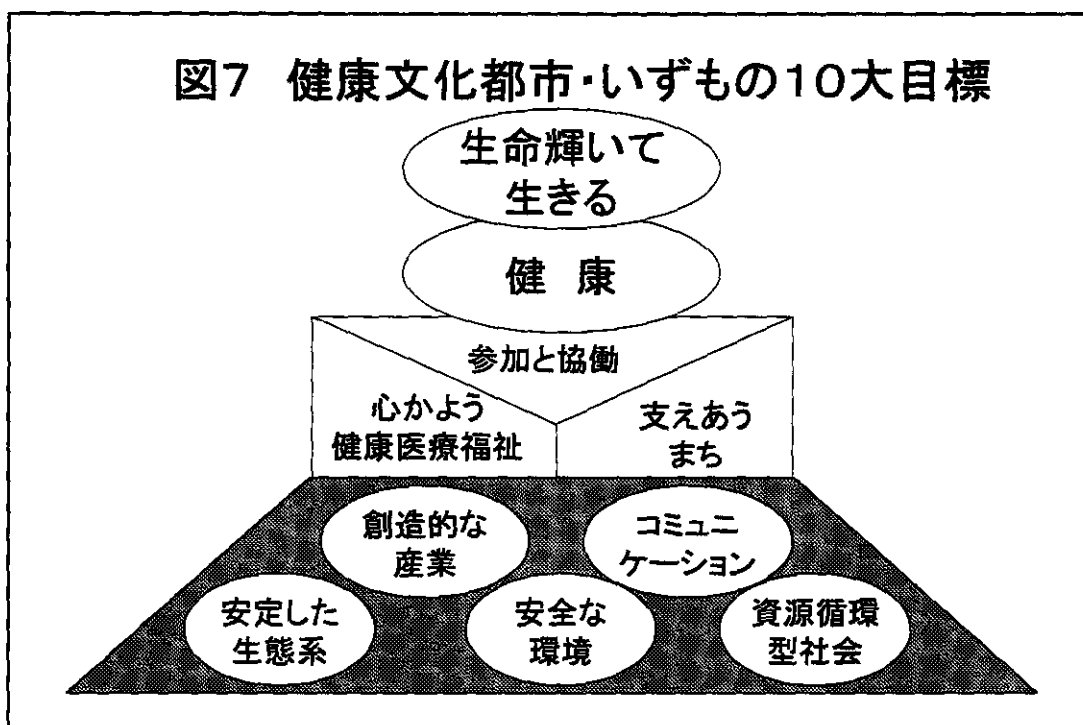 図7 健康文化都市・いずもの10大目標
生命輝いて
生きる
健 康
参加と協働
心かよう
健康医療福祉
支えあう
まち
創造的な
産業
コミュニ
ケーション
安定した
生態系
安全な
環境
資源循環
型社会